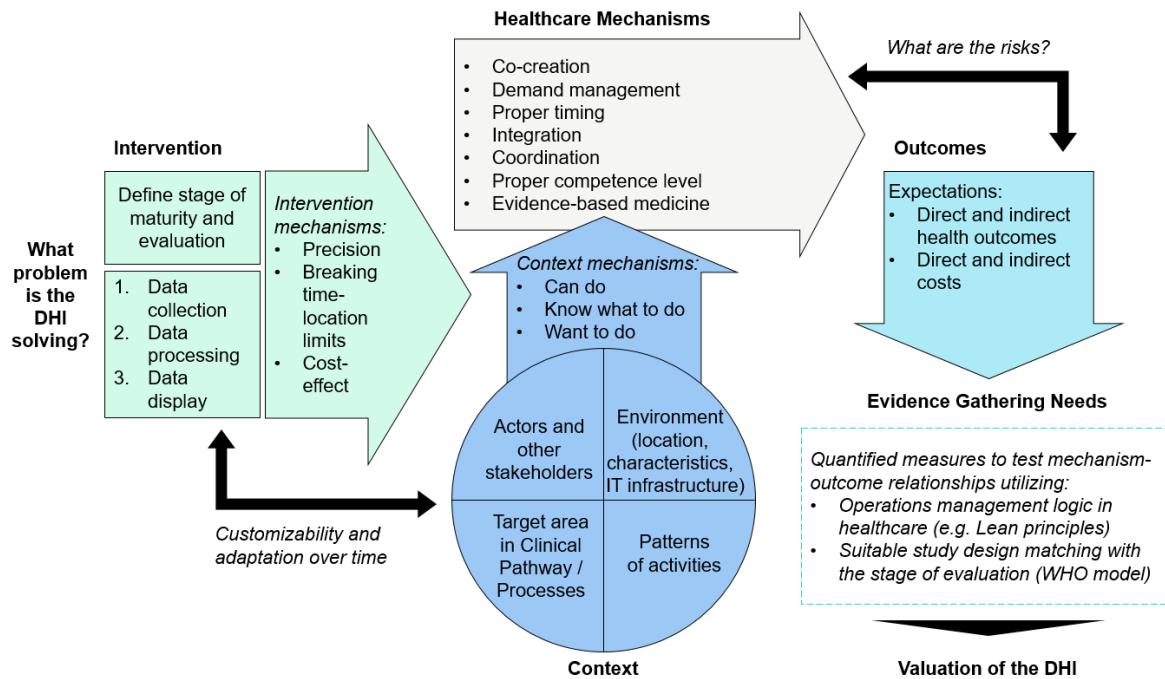 Healthcare Mechanisms
• Co-creation
• Demand management
• Proper timing
• Integration
• Coordination
• Proper competence level
• Evidence-based medicine
What are the risks?
Intervention
Define stage of
maturity and
evaluation
What
problem
is the
DHI
solving?
1. Data
collection
2. Data
processing
3. Data
display
Intervention
mechanisms:
• Precision
• Breaking
time-
location
limits
• Cost-
effect
Context mechanisms:
• Can do
• Know what to do
• Want to do
Actors and
other
stakeholders
Environment
(location,
characteristics,
IT infrastructure)
Target area
in Clinical
Pathway /
Processes
Patterns
of activities
Context
Customizability and
adaptation over time
Outcomes
Expectations:
• Direct and indirect
health outcomes
• Direct and indirect
costs
Evidence Gathering Needs
Quantified measures to test mechanism-
outcome relationships utilizing:
• Operations management logic in
healthcare (e.g. Lean principles)
• Suitable study design matching with
the stage of evaluation (WHO model)
Valuation of the DHI